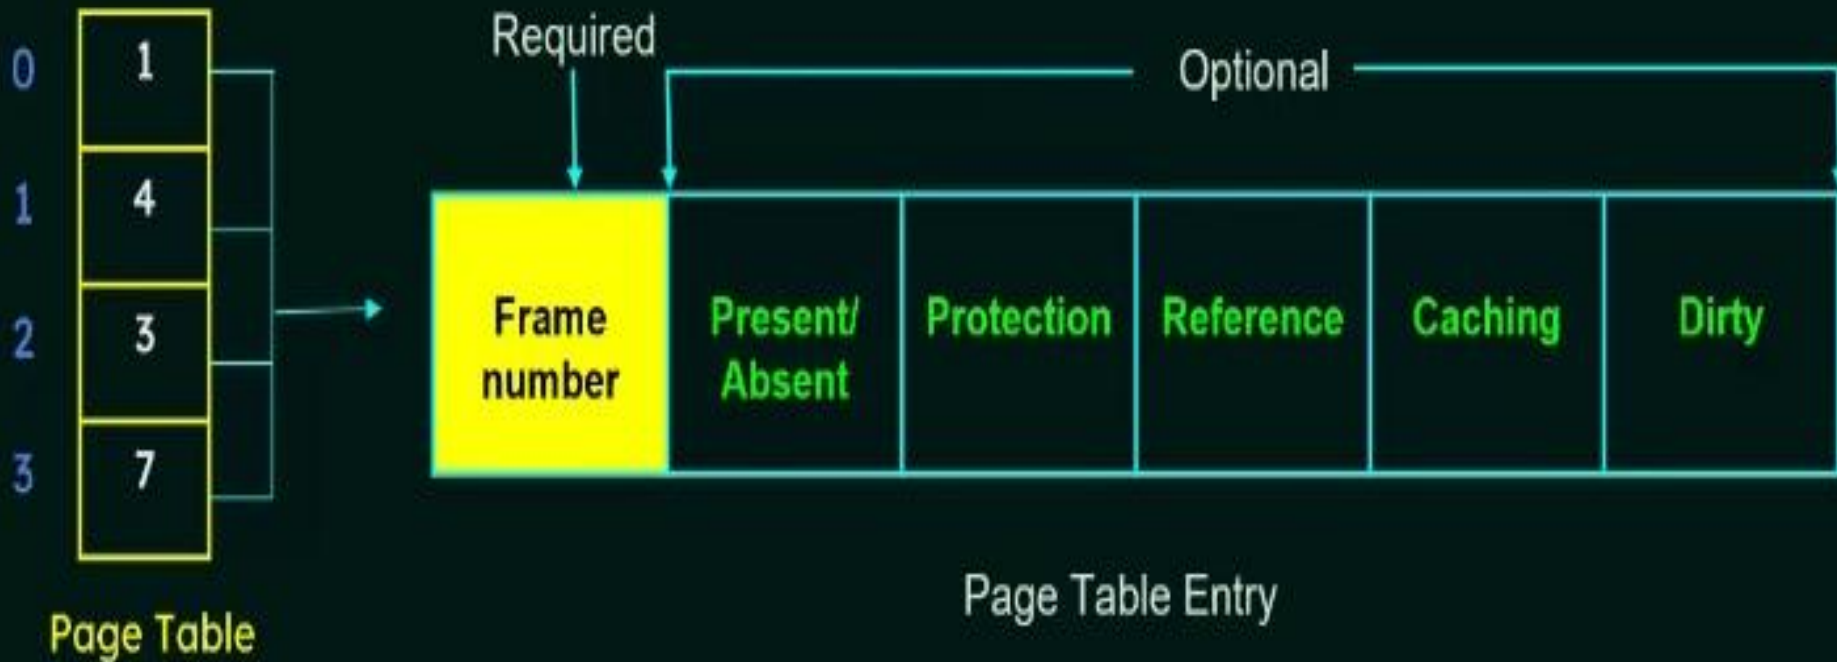 Required
Optional
0 1
1 4
2 3
3 7
Frame
number
Present/
Absent
Protection
Reference
Caching
Dirty
Page Table Entry
Page Table